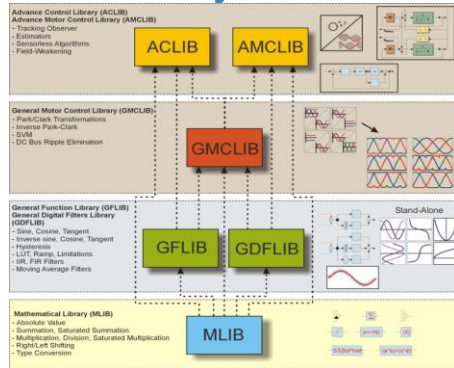 Advance Control Library (ACLIB)
Advance Motor Control Library (AMCLIB)
- Tracking Observer
- Estimators
- Sensorless Algorithms
- Field-Weakening
ACLIB
AMCLIB
General Motor Control Library (GMCLIB)
- Park/Clark Transformations
- Inverse Park-Clark
- SVM
- DC Bus Ripple Elimination
GMCLIB
General Function Library (GFLIB)
General Digital Filters Library
(GDFLIB)
- Sine, Cosine, Tangent
- Inverse sine, Cosine, Tangent
- Hysteresis
- LUT, Ramp, Limitations
- IIR, FIR Filters
- Moving Average Filters
GFLIB
GDFLIB
Stand-Alone
Mathematical Library (MLIB)
- Absolute Value
- Summation, Saturated Summation
- Multiplication, Division, Saturated Multiplication
- Right/Left Shifting
- Type Conversion
MLIB